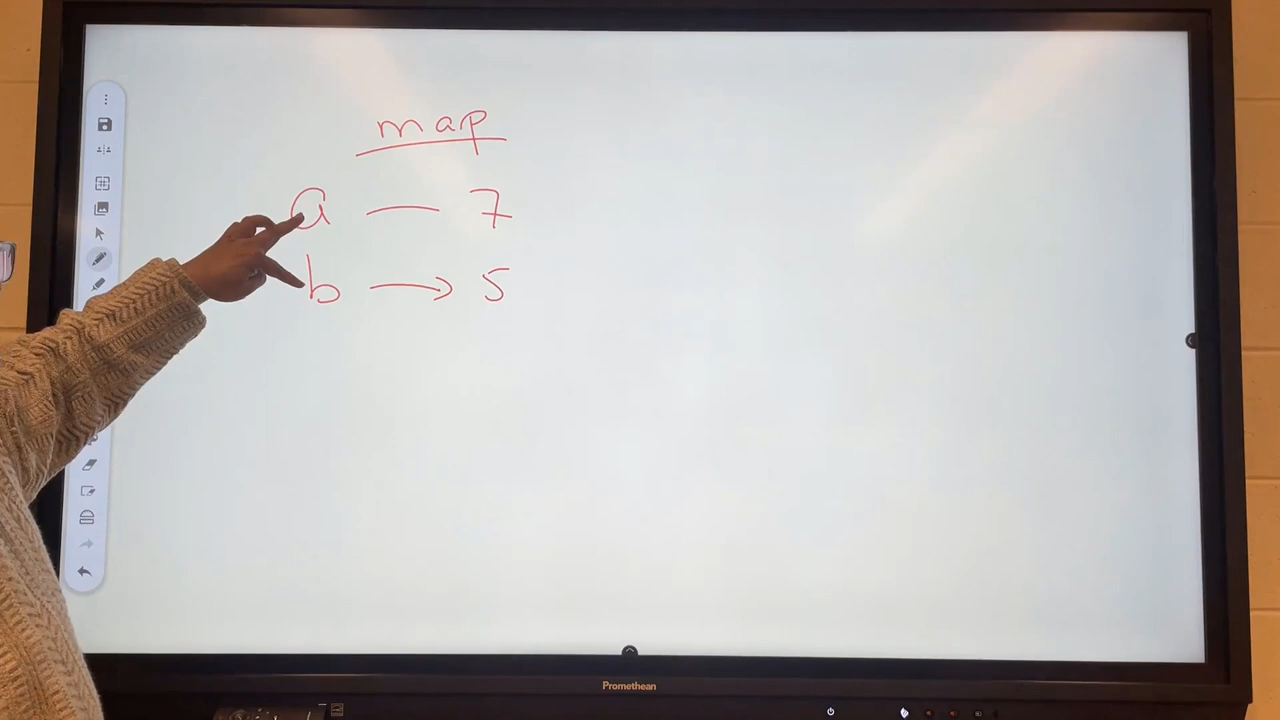 map
a — 7
b → 5
Promethean